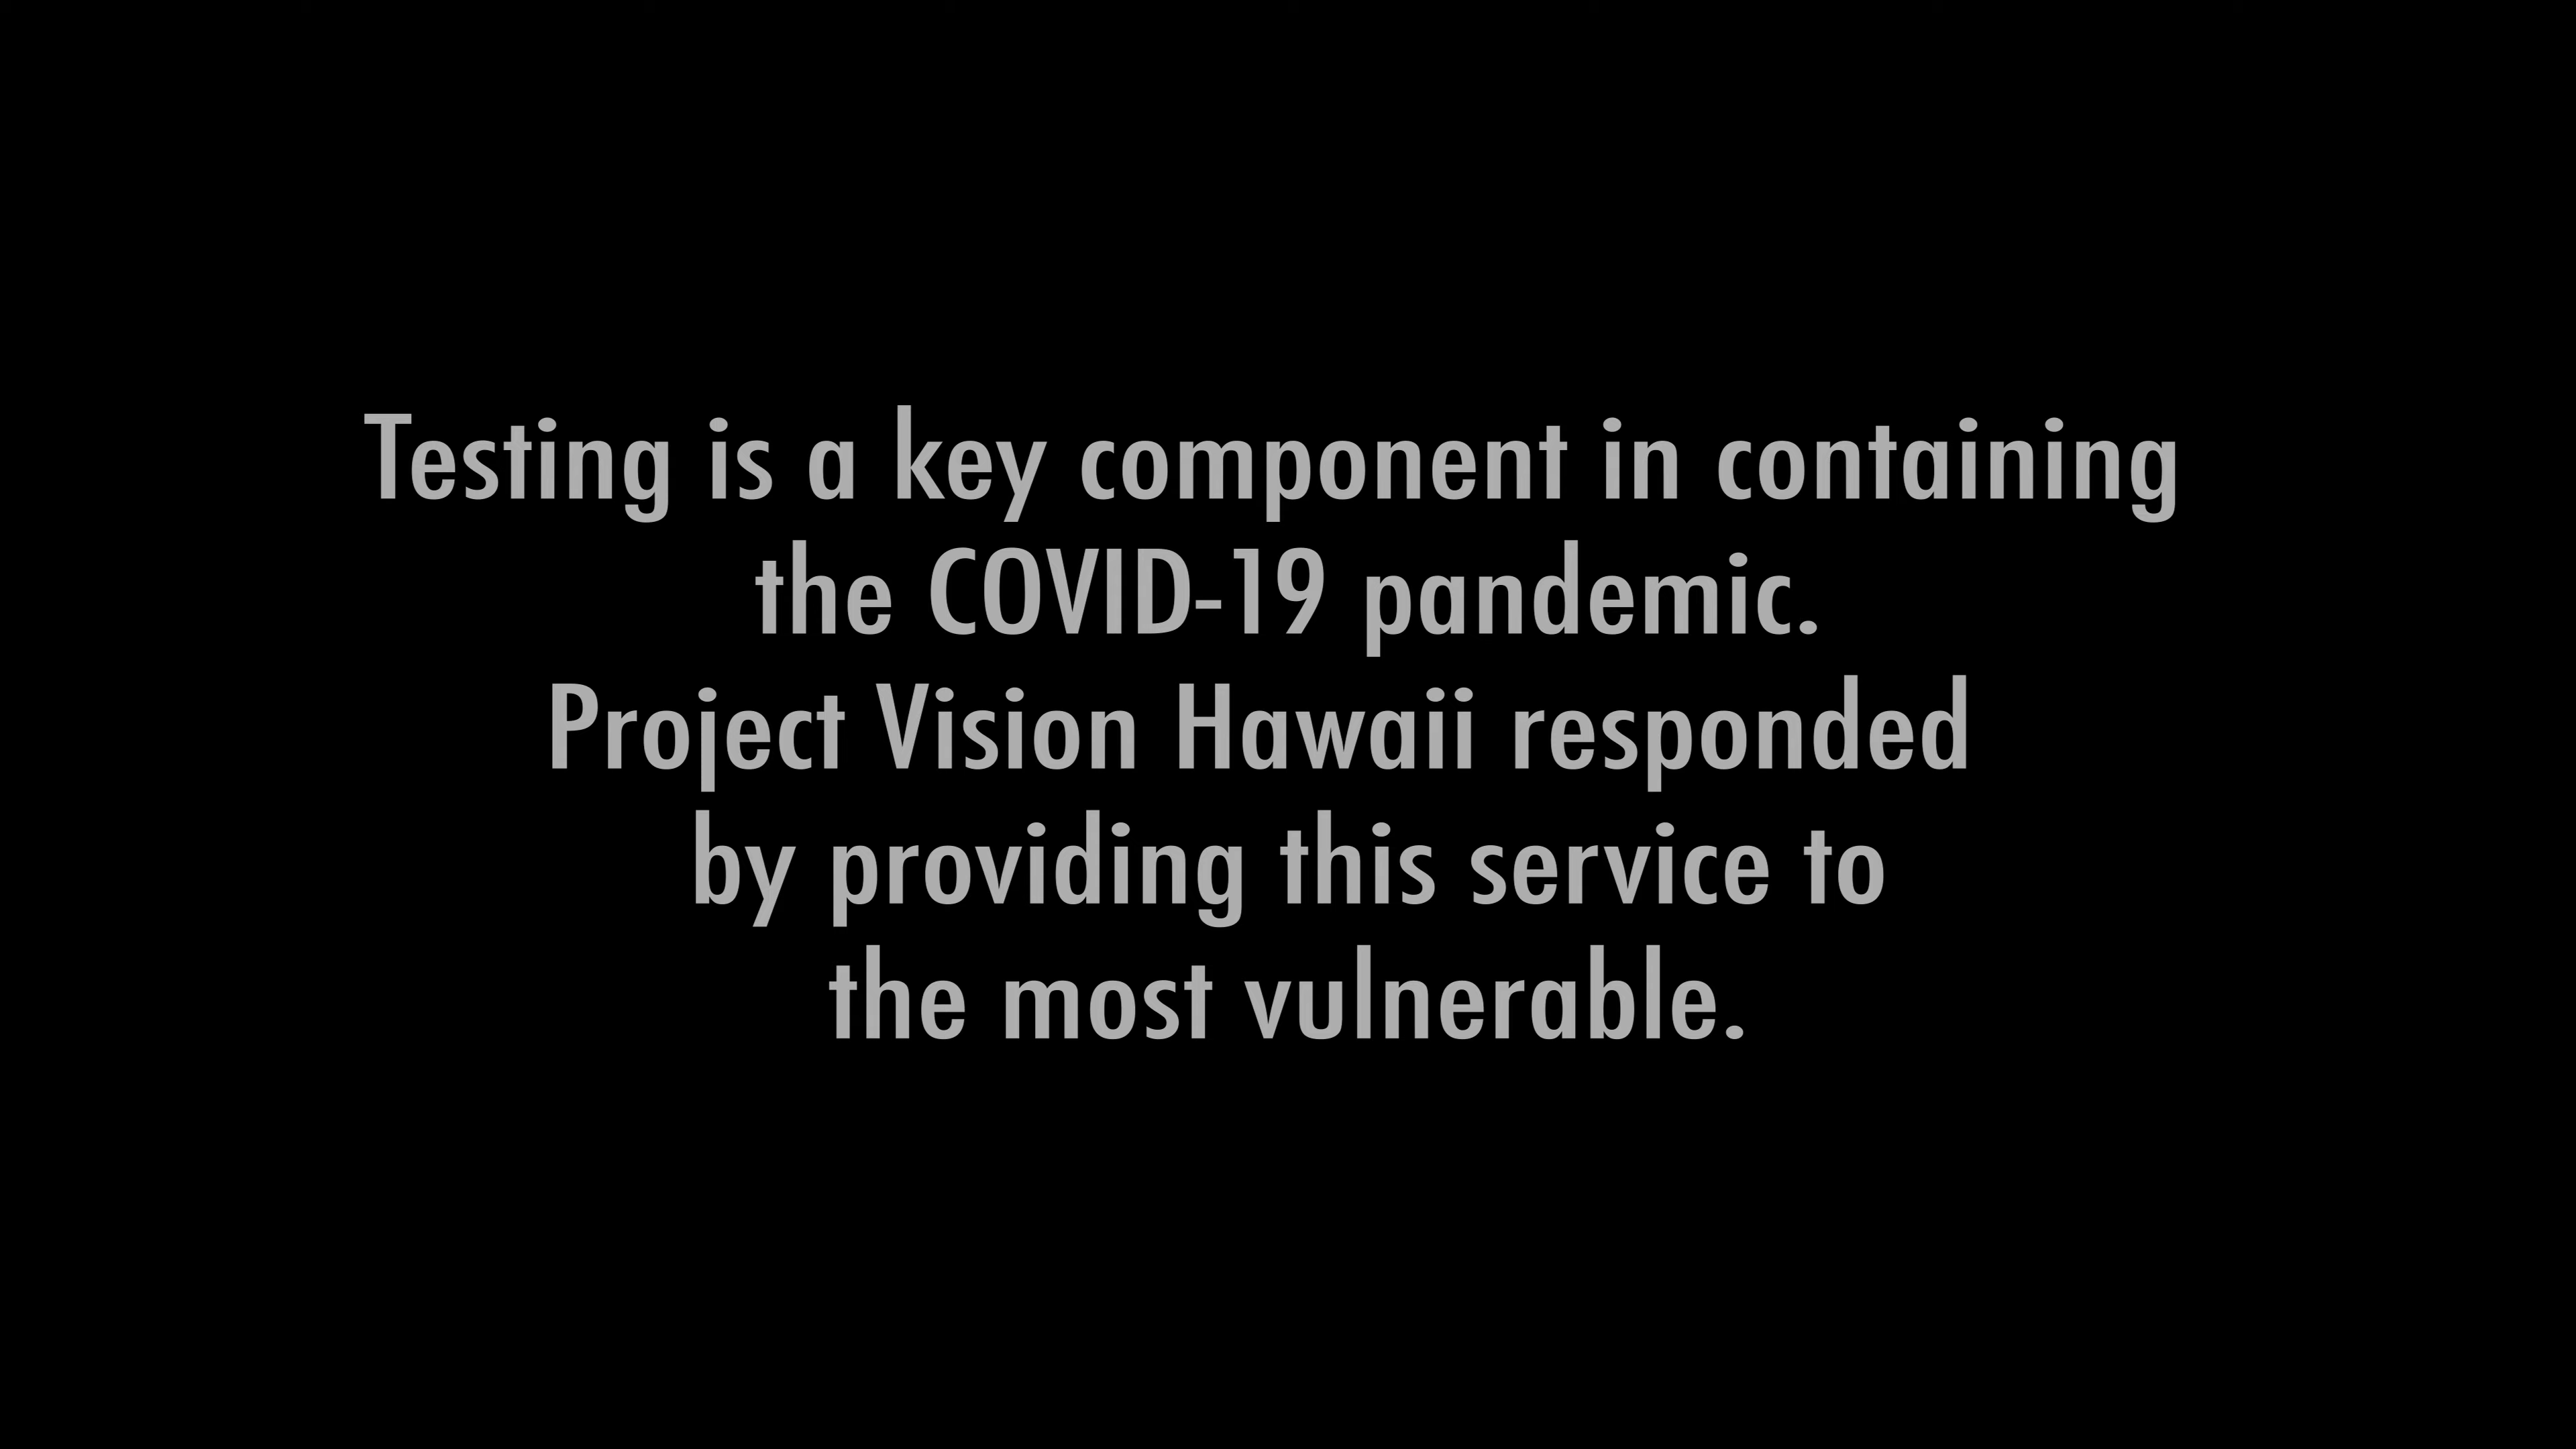 Testing is a key component in containing
the COVID-19 pandemic.
Project Vision Hawaii responded
by providing this service to
the most vulnerable.